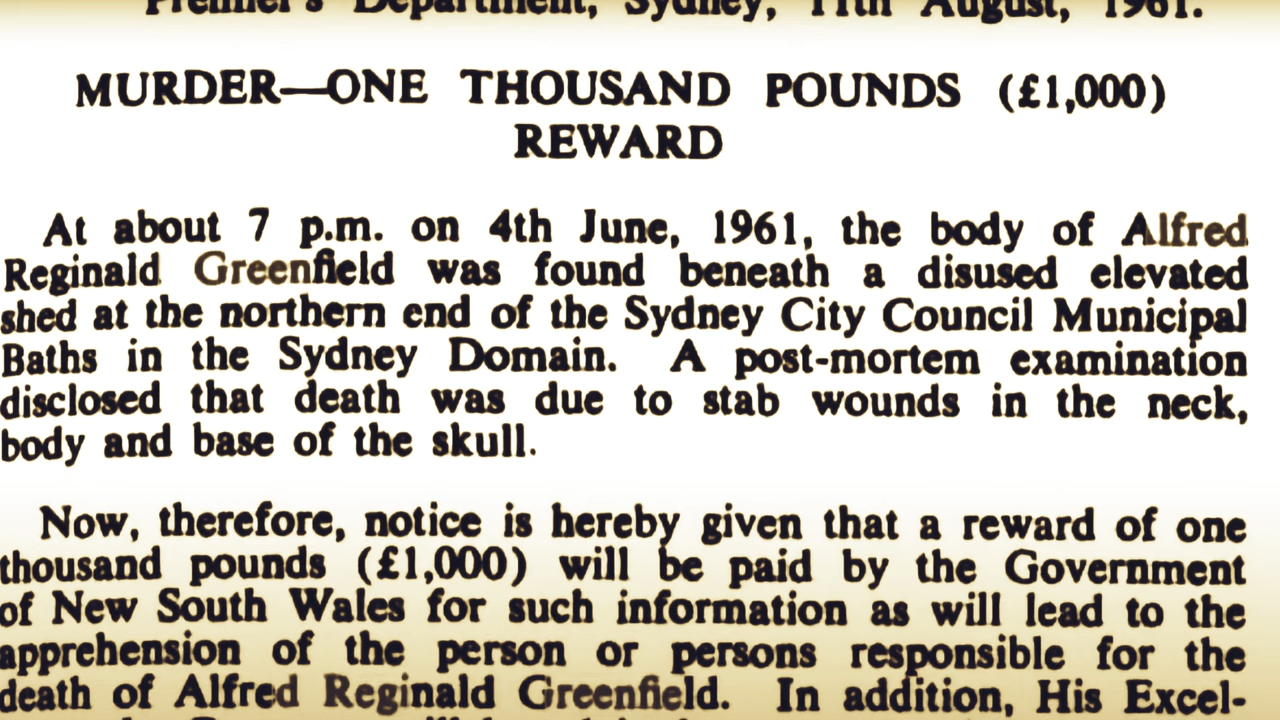 Premier's Department, Sydney, 11th August, 1961.
MURDER—ONE THOUSAND POUNDS (£1,000)
REWARD
At about 7 p.m. on 4th June, 1961, the body of Alfred
Reginald Greenfield was found beneath a disused elevated
shed at the northern end of the Sydney City Council Municipal
Baths in the Sydney Domain. A post-mortem examination
disclosed that death was due to stab wounds in the neck,
body and base of the skull.
Now, therefore, notice is hereby given that a reward of one
thousand pounds (£1,000) will be paid by the Government
of New South Wales for such information as will lead to the
apprehension of the person or persons responsible for the
death of Alfred Reginald Greenfield. In addition, His Excel-